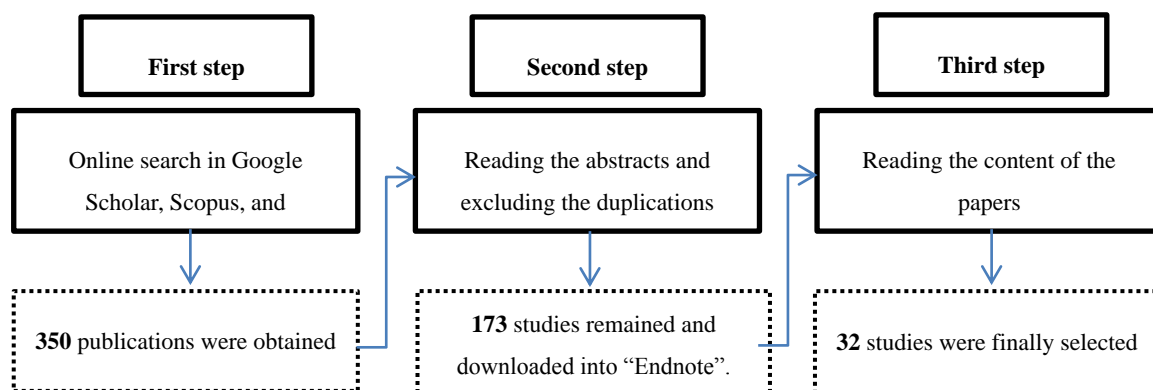 First step
Second step
Third step
Online search in Google
Scholar, Scopus, and
Reading the abstracts and
excluding the duplications
Reading the content of the
papers
350 publications were obtained
173 studies remained and
downloaded into “Endnote”.
32 studies were finally selected